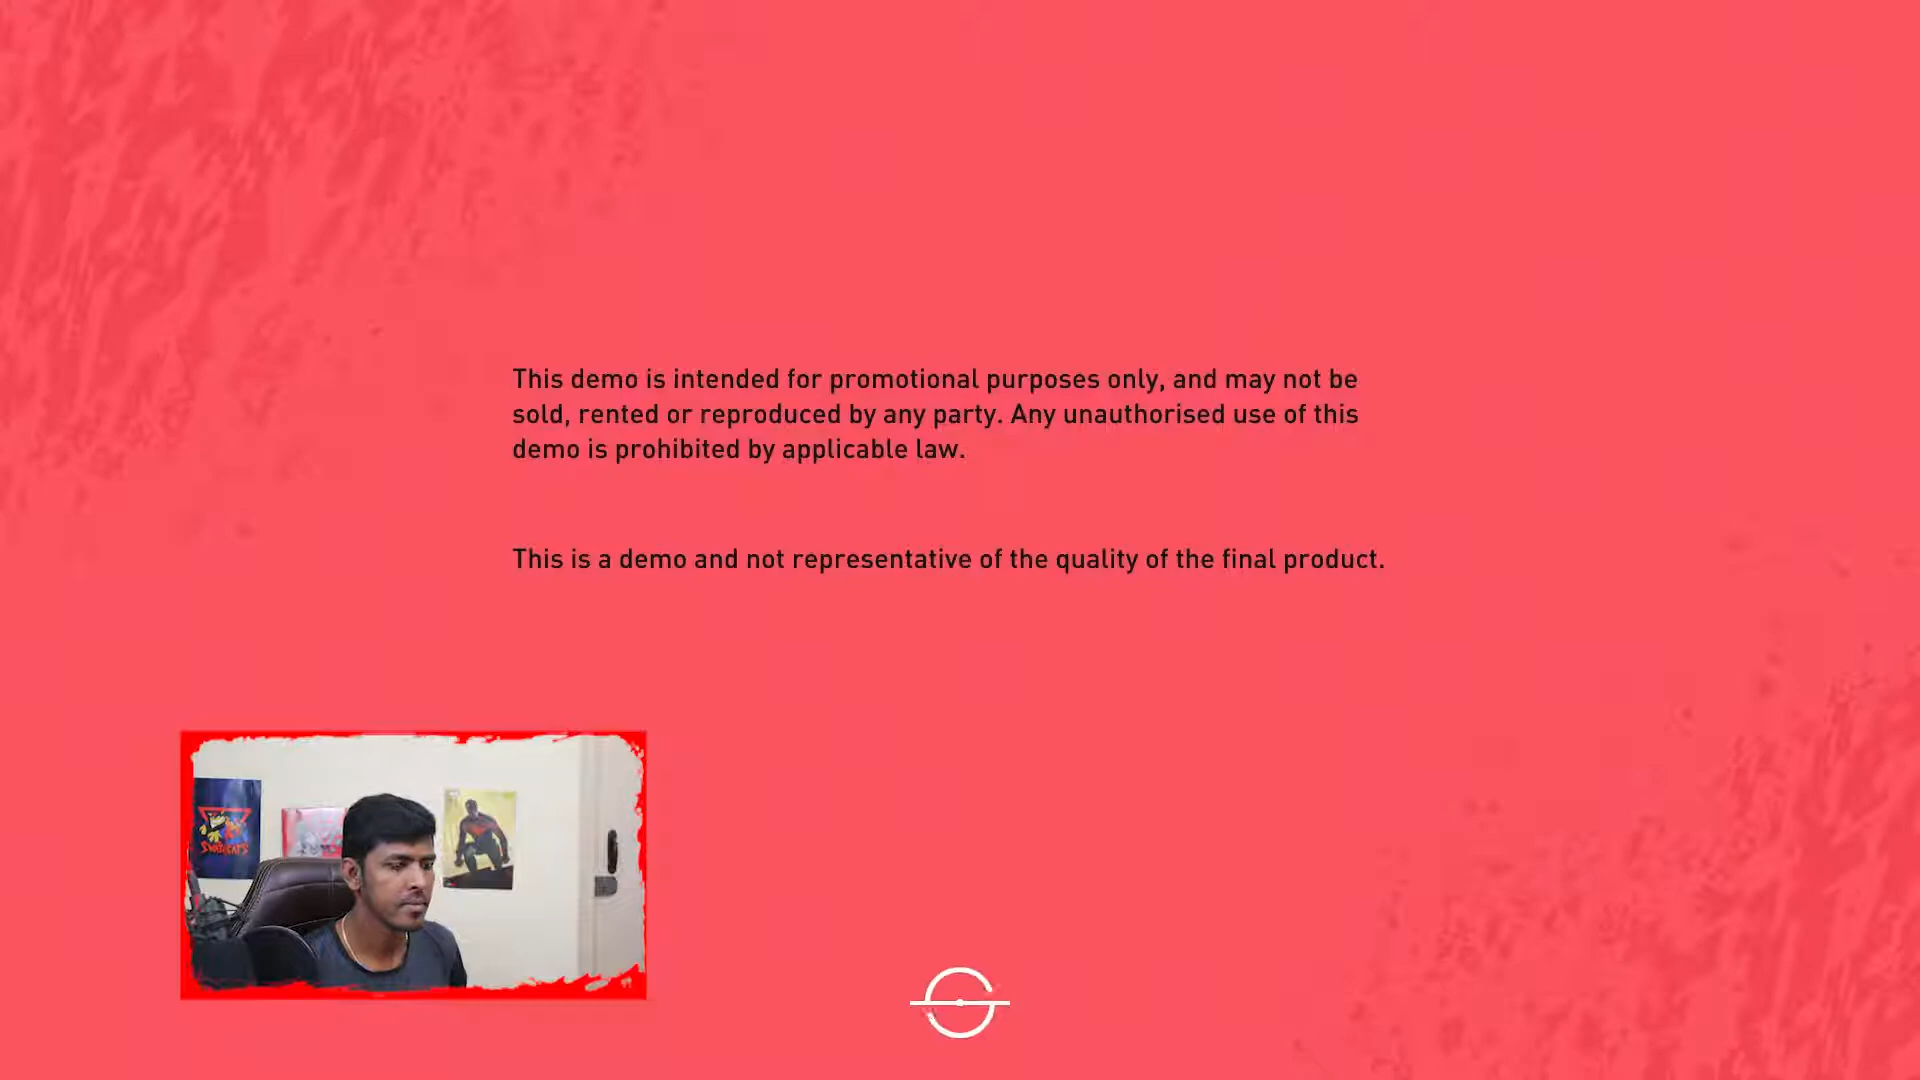 This demo is intended for promotional purposes only, and may not be
sold, rented or reproduced by any party. Any unauthorised use of this
demo is prohibited by applicable law.
This is a demo and not representative of the quality of the final product.
SWAT KATS